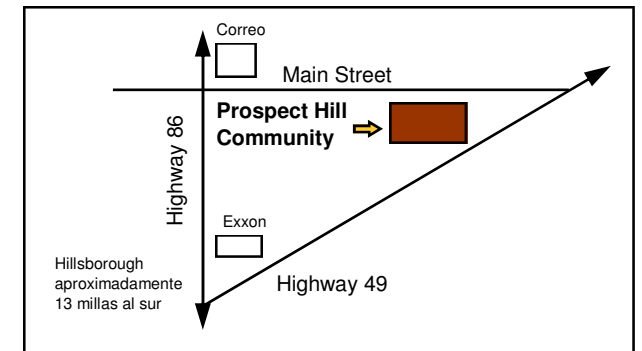 Correo
Main Street
Prospect Hill
Community
Highway 86
Exxon
Hillsborough
aproximadamente
13 millas al sur
Highway 49